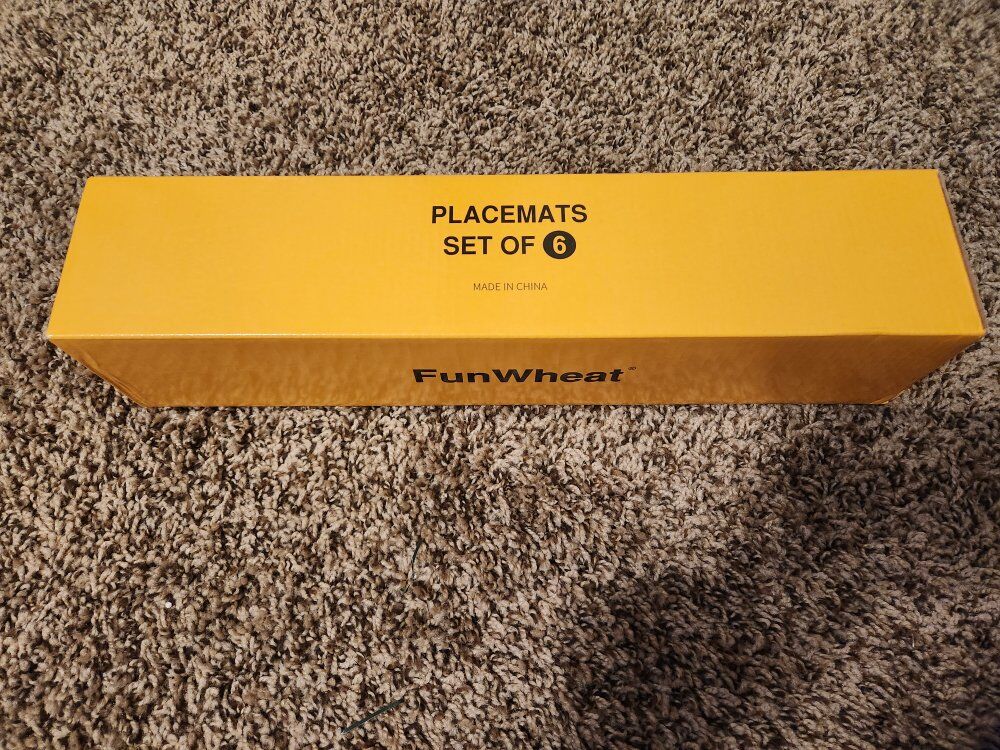 PLACEMATS
SET OF 6
MADE IN CHINA
FunWheat®